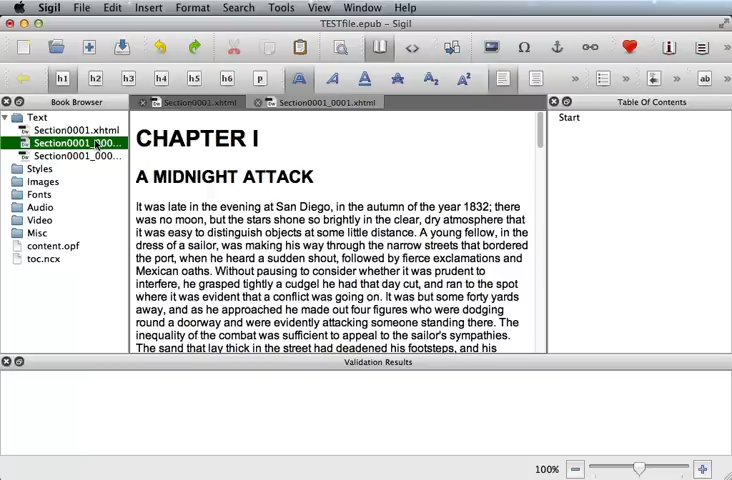 Sigil File Edit Insert Format Search Tools View Window Help
TESTfile.epub - Sigil
h1 h2 h3 h4 h5 h6 p A A A A A₂ A² ab
Book Browser
Section0001.xhtml
Section0001_0001.xhtml
Table Of Contents
Text
Section0001.xhtml
Section0001_000...
Section0001_000...
Styles
Images
Fonts
Audio
Video
Misc
content.opf
toc.ncx
CHAPTER I
A MIDNIGHT ATTACK
It was late in the evening at San Diego, in the autumn of the year 1832; there
was no moon, but the stars shone so brightly in the clear, dry atmosphere that
it was easy to distinguish objects at some little distance. A young fellow, in the
dress of a sailor, was making his way through the narrow streets that bordered
the port, when he heard a sudden shout, followed by fierce exclamations and
Mexican oaths. Without pausing to consider whether it was prudent to
interfere, he grasped tightly a cudgel he had that day cut, and ran to the spot
where it was evident that a conflict was going on. It was but some forty yards
away, and as he approached he made out four figures who were dodging
round a doorway and were evidently attacking someone standing there. The
inequality of the combat was sufficient to appeal to the sailor's sympathies.
The sand that lay thick in the street had deadened his footsteps, and his
Start
Validation Results
100%